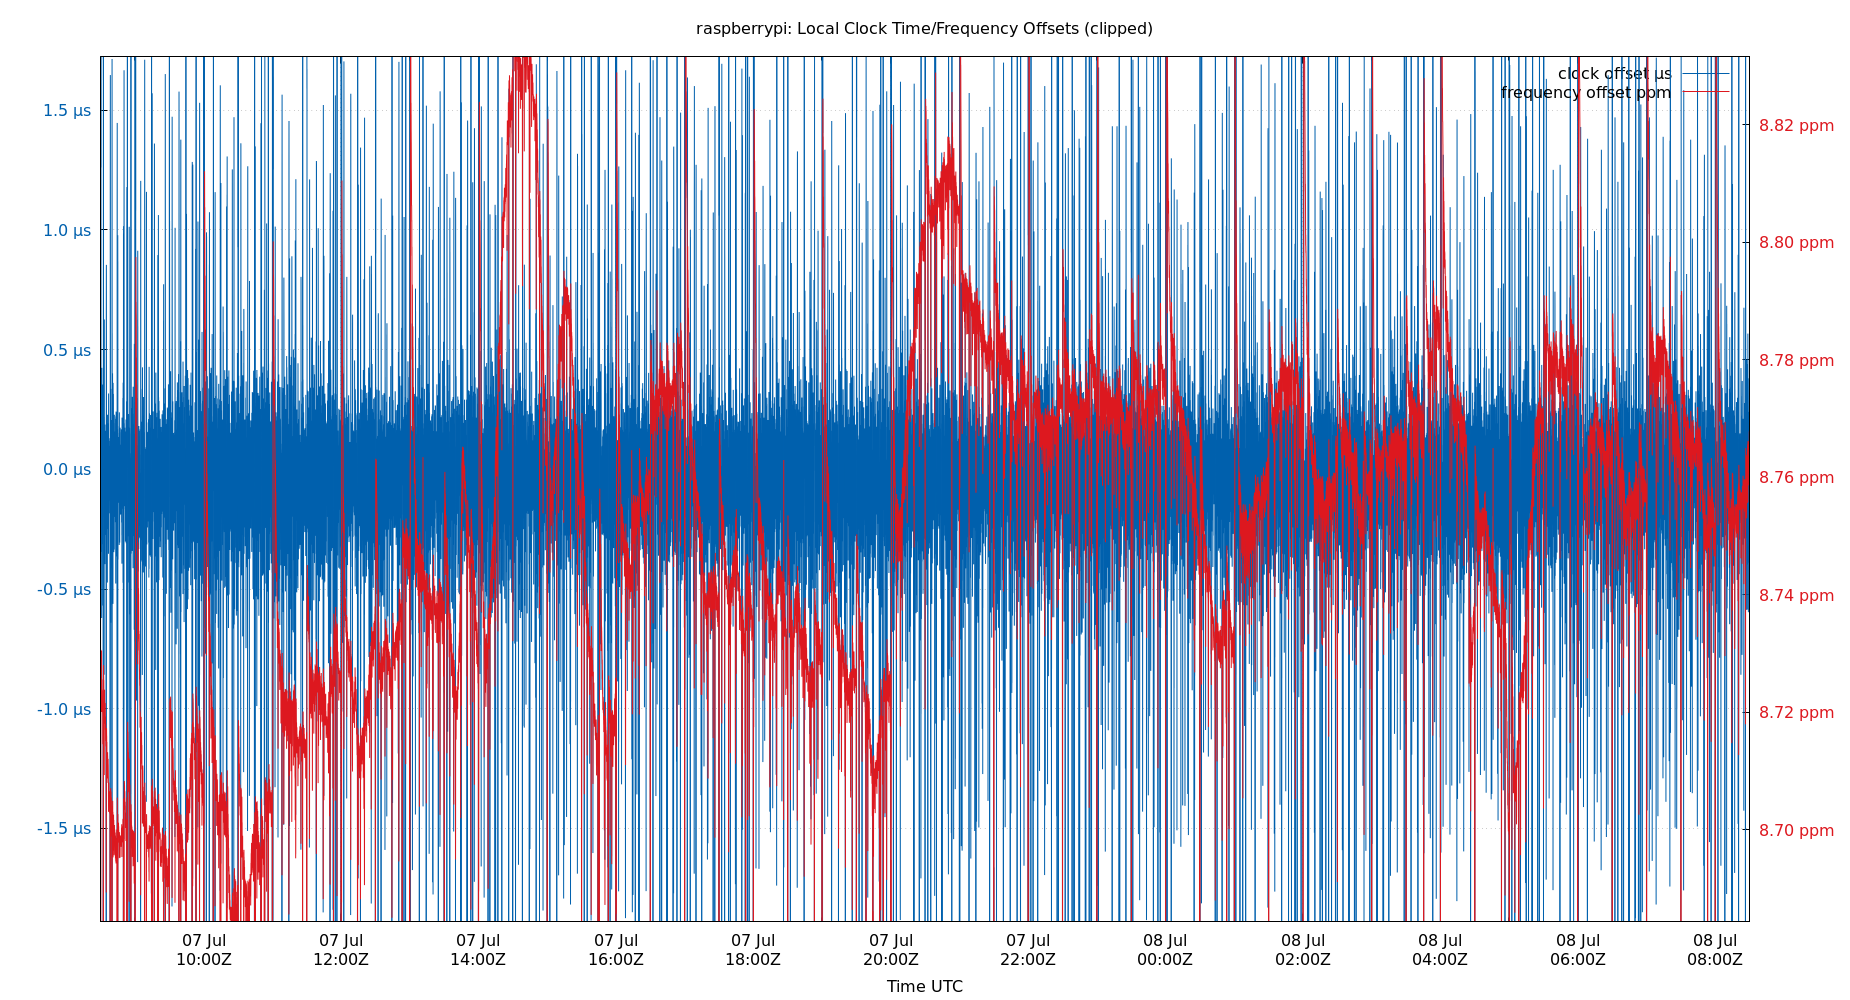 raspberrypi: Local Clock Time/Frequency Offsets (clipped)
clock offset µs
frequency offset ppm
1.5 µs
1.0 µs
0.5 µs
0.0 µs
-0.5 µs
-1.0 µs
-1.5 µs
8.82 ppm
8.80 ppm
8.78 ppm
8.76 ppm
8.74 ppm
8.72 ppm
8.70 ppm
07 Jul 07 Jul 07 Jul 07 Jul 07 Jul 07 Jul 07 Jul 08 Jul 08 Jul 08 Jul 08 Jul 08 Jul
10:00Z 12:00Z 14:00Z 16:00Z 18:00Z 20:00Z 22:00Z 00:00Z 02:00Z 04:00Z 06:00Z 08:00Z
Time UTC